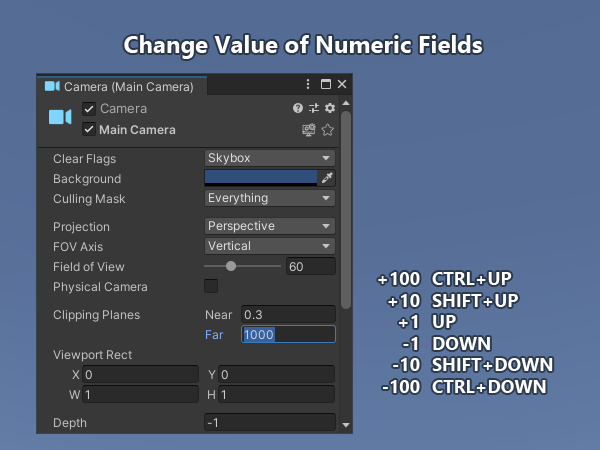 Change Value of Numeric Fields
Camera (Main Camera)
Camera
Main Camera
Clear Flags Skybox
Background
Culling Mask Everything
Projection Perspective
FOV Axis Vertical
Field of View 60
Physical Camera
Clipping Planes Near 0.3
Far 1000
Viewport Rect
X 0 Y 0
W 1 H 1
Depth -1
+100 CTRL+UP
+10 SHIFT+UP
+1 UP
-1 DOWN
-10 SHIFT+DOWN
-100 CTRL+DOWN